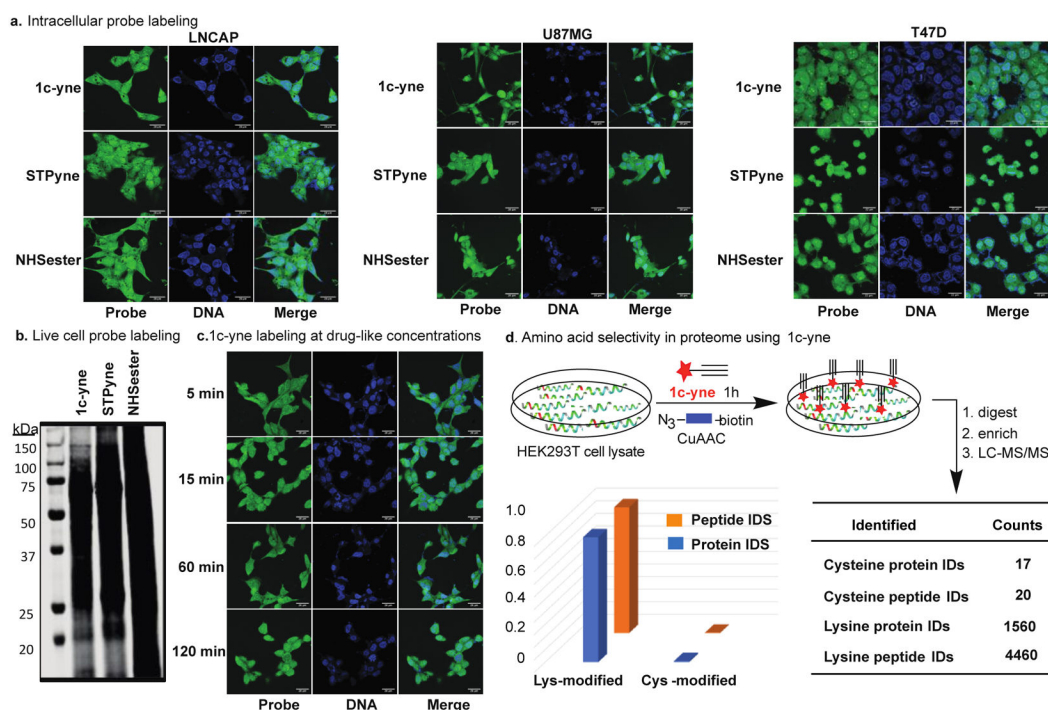 a. Intracellular probe labeling
LNCAP
U87MG
T47D
1c-yne
STPyne
NHSester
Probe DNA Merge
1c-yne
STPyne
NHSester
Probe DNA Merge
1c-yne
STPyne
NHSester
Probe DNA Merge
b. Live cell probe labeling
1c-yne
STPyne
NHSester
kDa
150
100
75
50
37
25
20
c.1c-yne labeling at drug-like concentrations
5 min
15 min
60 min
120 min
Probe DNA Merge
d. Amino acid selectivity in proteome using 1c-yne
HEK293T cell lysate
1c-yne 1h
N3- -biotin
CuAAC
1. digest
2. enrich
3. LC-MS/MS
1.0
0.8
0.6
0.4
0.2
0
Peptide IDS
Protein IDS
Lys-modified Cys -modified
Identified Counts
Cysteine protein IDs 17
Cysteine peptide IDs 20
Lysine protein IDs 1560
Lysine peptide IDs 4460